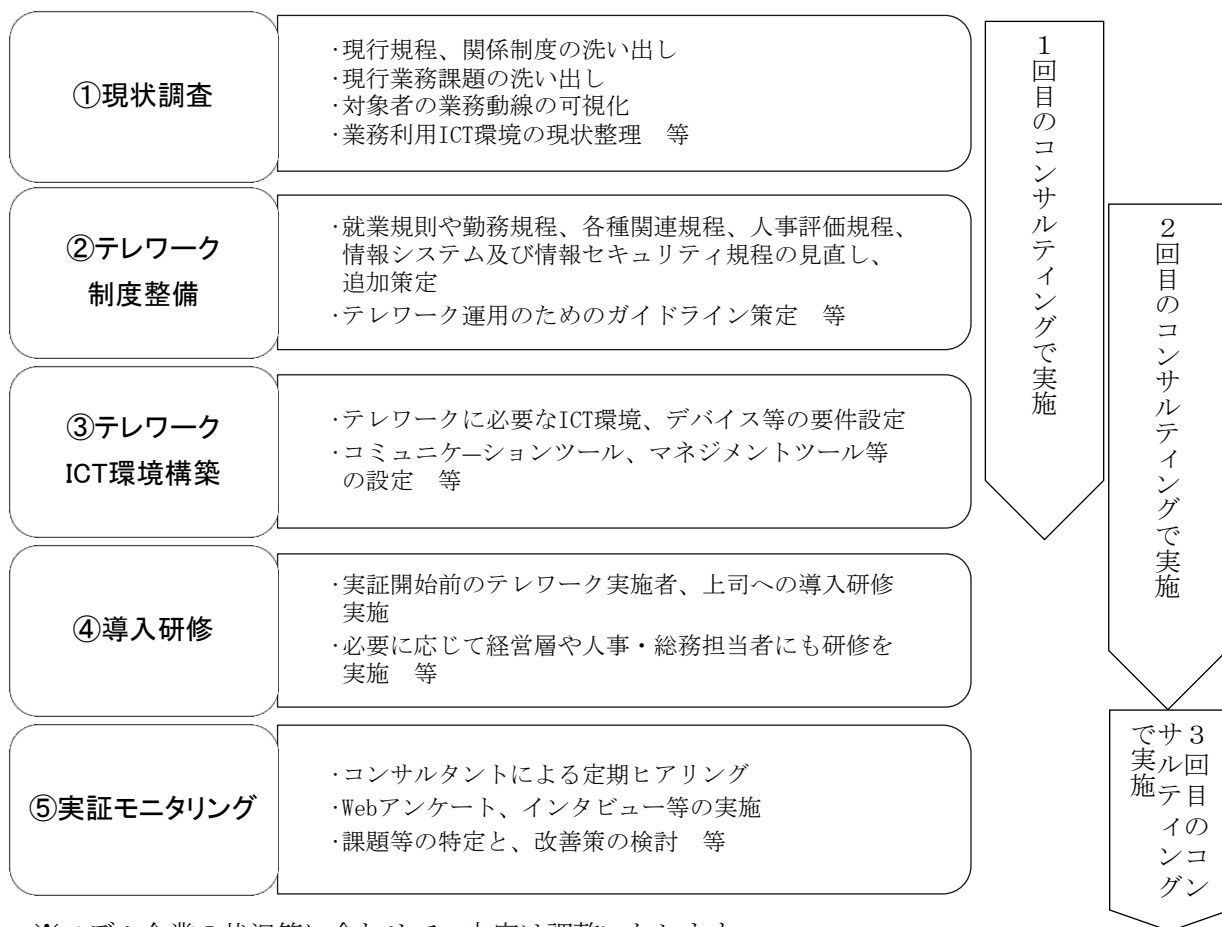 ①現状調査
･現行規程、関係制度の洗い出し
･現行業務課題の洗い出し
･対象者の業務動線の可視化
･業務利用ICT環境の現状整理　等
②テレワーク
制度整備
･就業規則や勤務規程、各種関連規程、人事評価規程、
情報システム及び情報セキュリティ規程の見直し、
追加策定
･テレワーク運用のためのガイドライン策定　等
③テレワーク
ICT環境構築
･テレワークに必要なICT環境、デバイス等の要件設定
･コミュニケ―ションツール、マネジメントツール等
の設定　等
④導入研修
･実証開始前のテレワーク実施者、上司への導入研修
実施
･必要に応じて経営層や人事・総務担当者にも研修を
実施　等
⑤実証モニタリング
･コンサルタントによる定期ヒアリング
･Webアンケート、インタビュー等の実施
･課題等の特定と、改善策の検討　等
１回目のコンサルティングで実施
２回目のコンサルティングで実施
３回目のコン
サルティング
で実施